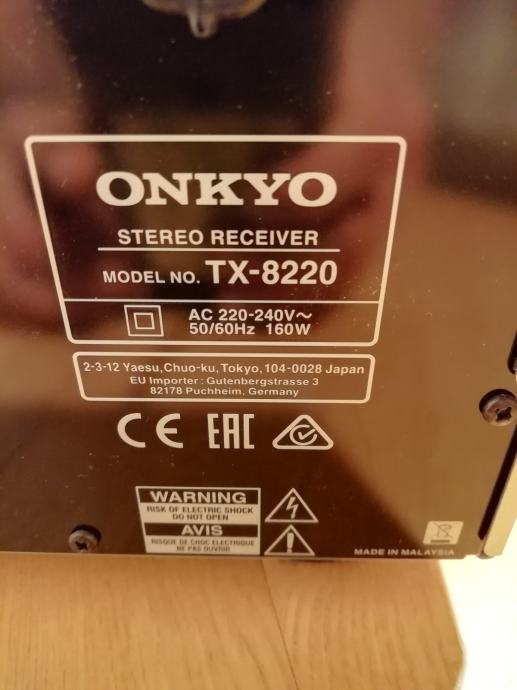 ONKYO
STEREO RECEIVER
MODEL NO. TX-8220
AC 220-240V～
50/60Hz 160W
2-3-12 Yaesu, Chuo-ku, Tokyo, 104-0028 Japan
EU Importer : Gutenbergstrasse 3
82178 Puchheim, Germany
CE EAC
WARNING
RISK OF ELECTRIC SHOCK
DO NOT OPEN
AVIS
RISQUE DE CHOC ELECTRIQUE
NE PAS OUVRIR
MADE IN MALAYSIA